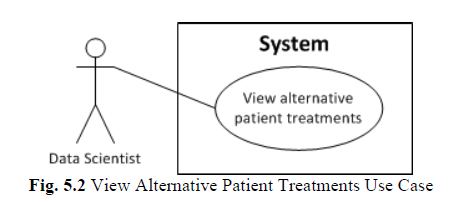 System
View alternative
patient treatments
Data Scientist
Fig. 5.2 View Alternative Patient Treatments Use Case